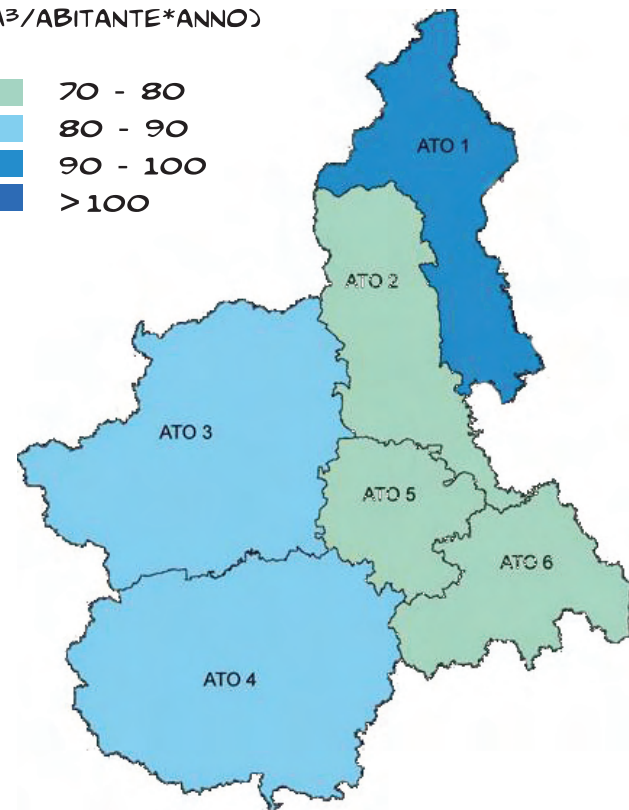 ³/ABITANTE*ANNO)
70 - 80
80 - 90
90 - 100
>100
ATO 1
ATO 2
ATO 3
ATO 5
ATO 6
ATO 4